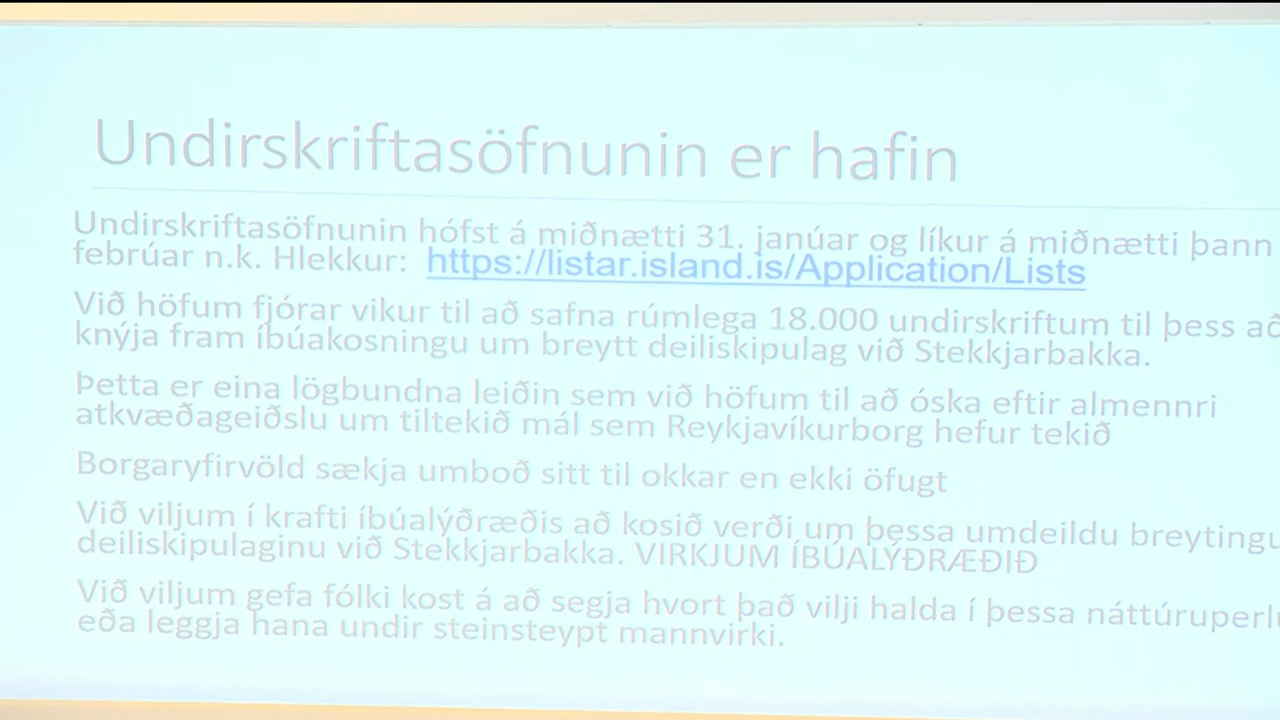 Undirskriftasöfnunin er hafin
Undirskriftasöfnunin hófst á miðnætti 31. janúar og líkur á miðnætti þann
febrúar n.k. Hlekkur: https://listar.island.is/Application/Lists
Við höfum fjórar vikur til að safna rúmlega 18.000 undirskriftum til þess að
knýja fram íbúakosningu um breytt deiliskipulag við Stekkjarbakka.
Þetta er eina lögbundna leiðin sem við höfum til að óska eftir almennri
atkvæðageiðslu um tiltekið mál sem Reykjavíkurborg hefur tekið
Borgaryfirvöld sækja umboð sitt til okkar en ekki öfugt
Við viljum í krafti íbúalýðræðis að kosið verði um þessa umdeildu breytingu
deiliskipulaginu við Stekkjarbakka. VIRKJUM ÍBÚALÝÐRÆÐIÐ
Við viljum gefa fólki kost á að segja hvort það vilji halda í þessa náttúruperlu
eða leggja hana undir steinsteypt mannvirki.